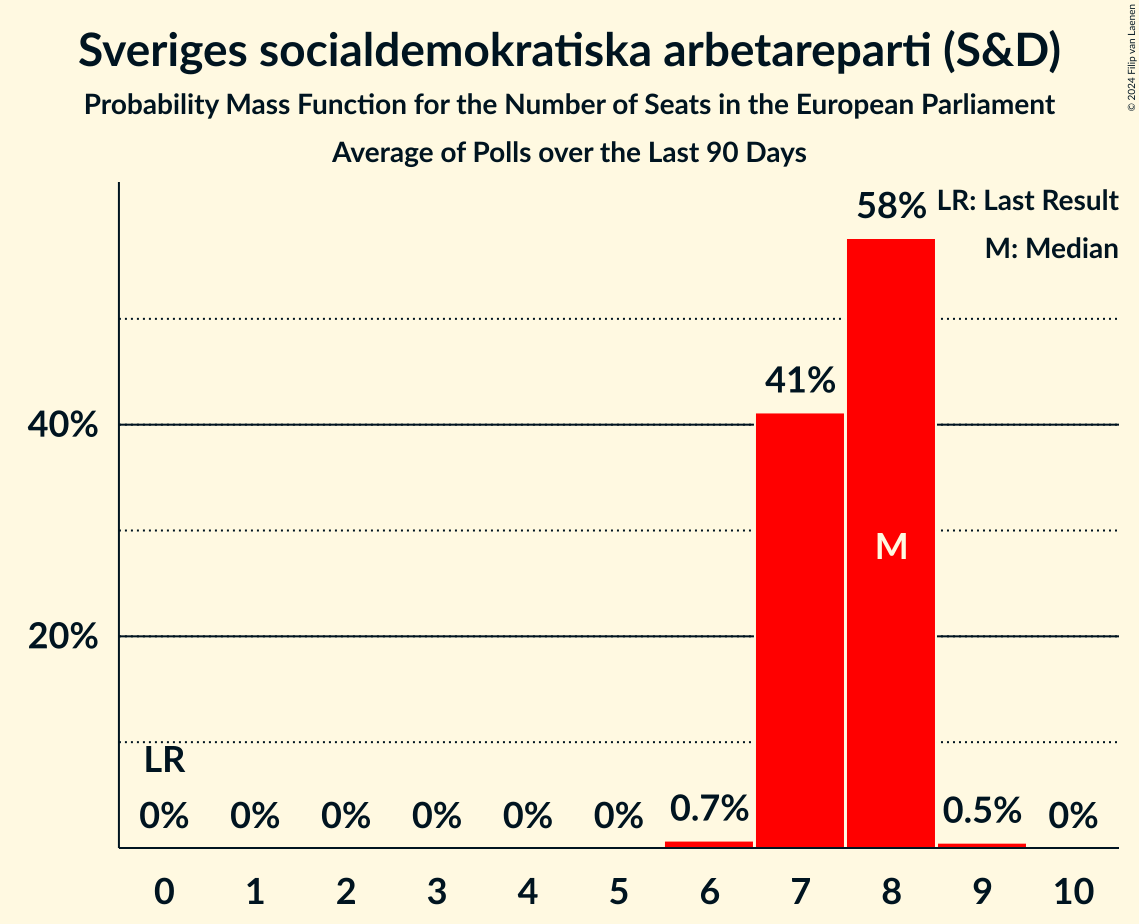 Sveriges socialdemokratiska arbetareparti (S&D)
Probability Mass Function for the Number of Seats in the European Parliament
Average of Polls over the Last 90 Days
© 2024 Filip van Laenen
LR: Last Result
M: Median
58%
41%
40%
M
20%
LR
0% 0% 0% 0% 0% 0% 0.7% 0.5% 0%
0 1 2 3 4 5 6 7 8 9 10